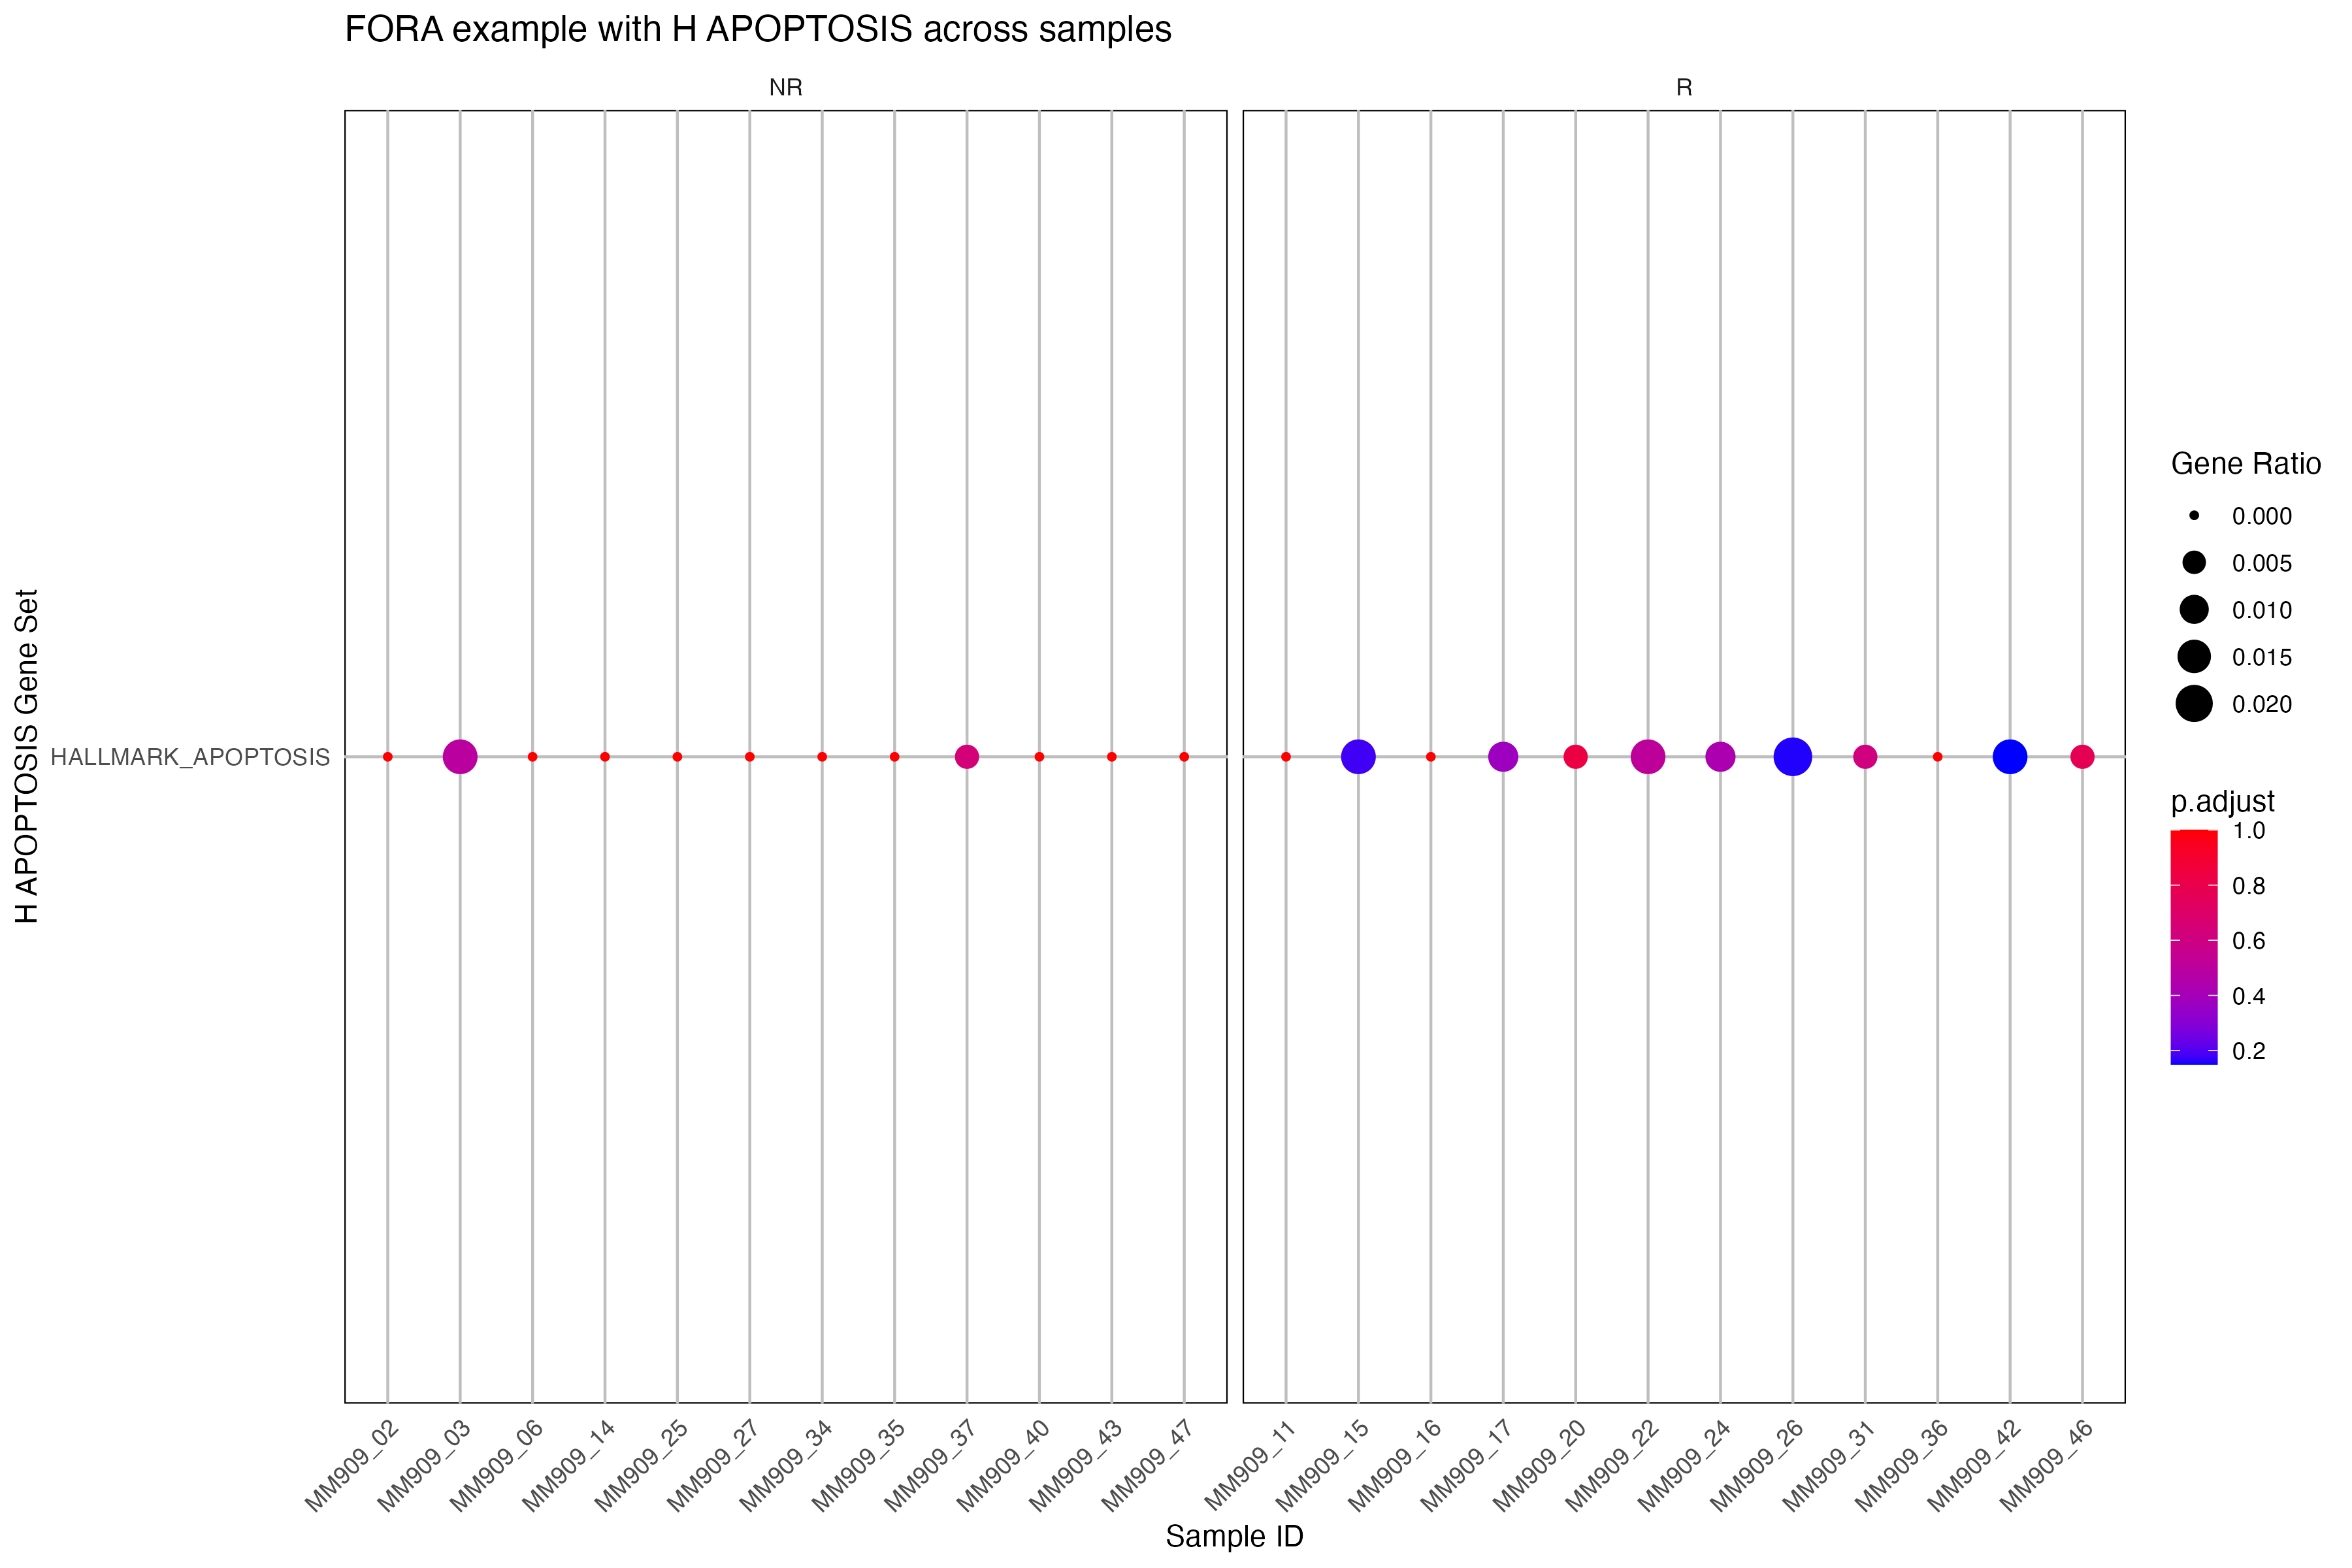 FORA example with H APOPTOSIS across samples
NR
R
H APOPTOSIS Gene Set
HALLMARK_APOPTOSIS
MM909_02
MM909_03
MM909_06
MM909_14
MM909_25
MM909_27
MM909_34
MM909_35
MM909_37
MM909_40
MM909_43
MM909_47
MM909_11
MM909_15
MM909_16
MM909_17
MM909_20
MM909_22
MM909_24
MM909_26
MM909_31
MM909_36
MM909_42
MM909_46
Sample ID
Gene Ratio
0.000
0.005
0.010
0.015
0.020
p.adjust
1.0
0.8
0.6
0.4
0.2